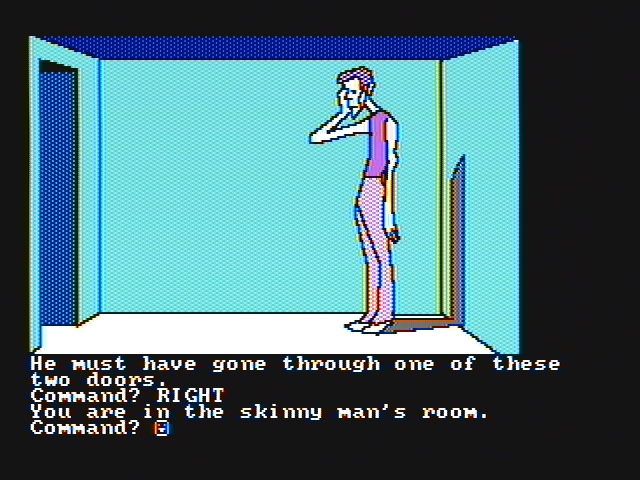 He must have gone through one of these
two doors.
Command? RIGHT
You are in the skinny man's room.
Command?